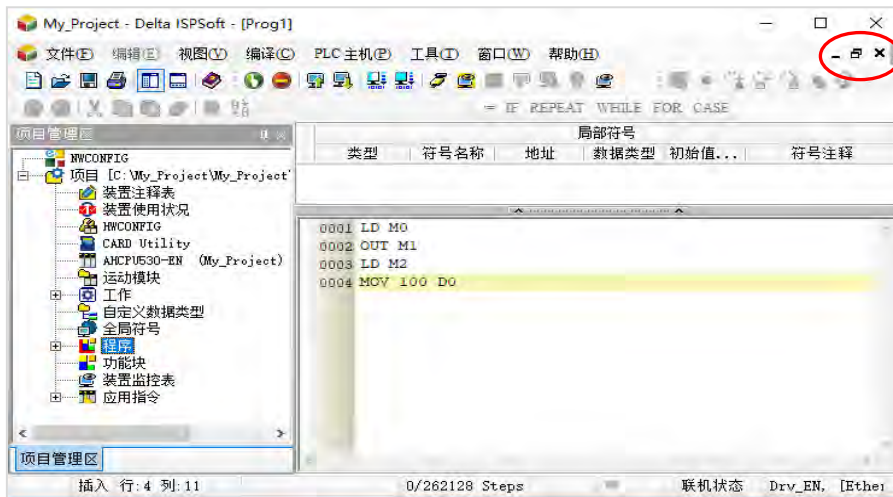 My_Project - Delta ISPSoft - [Prog1]
文件(F) 编辑(E) 视图(V) 编译(C) PLC 主机(P) 工具(T) 窗口(W) 帮助(H)
= IF REPEAT WHILE FOR CASE
项目管理区
NWCONFIG
项目 [C:\My_Project\My_Project'
装置注释表
装置使用状况
HWCONFIG
CARD Utility
AHCPU530-EN (My_Project)
运动模块
工作
自定义数据类型
全局符号
程序
功能块
装置监控表
应用指令
项目管理区
局部符号
类型 符号名称 地址 数据类型 初始值... 符号注释
0001 LD M0
0002 OUT M1
0003 LD M2
0004 MOV 100 D0
插入 行:4 列:11 0/262128 Steps 联机状态 Drv_EN, [Ether